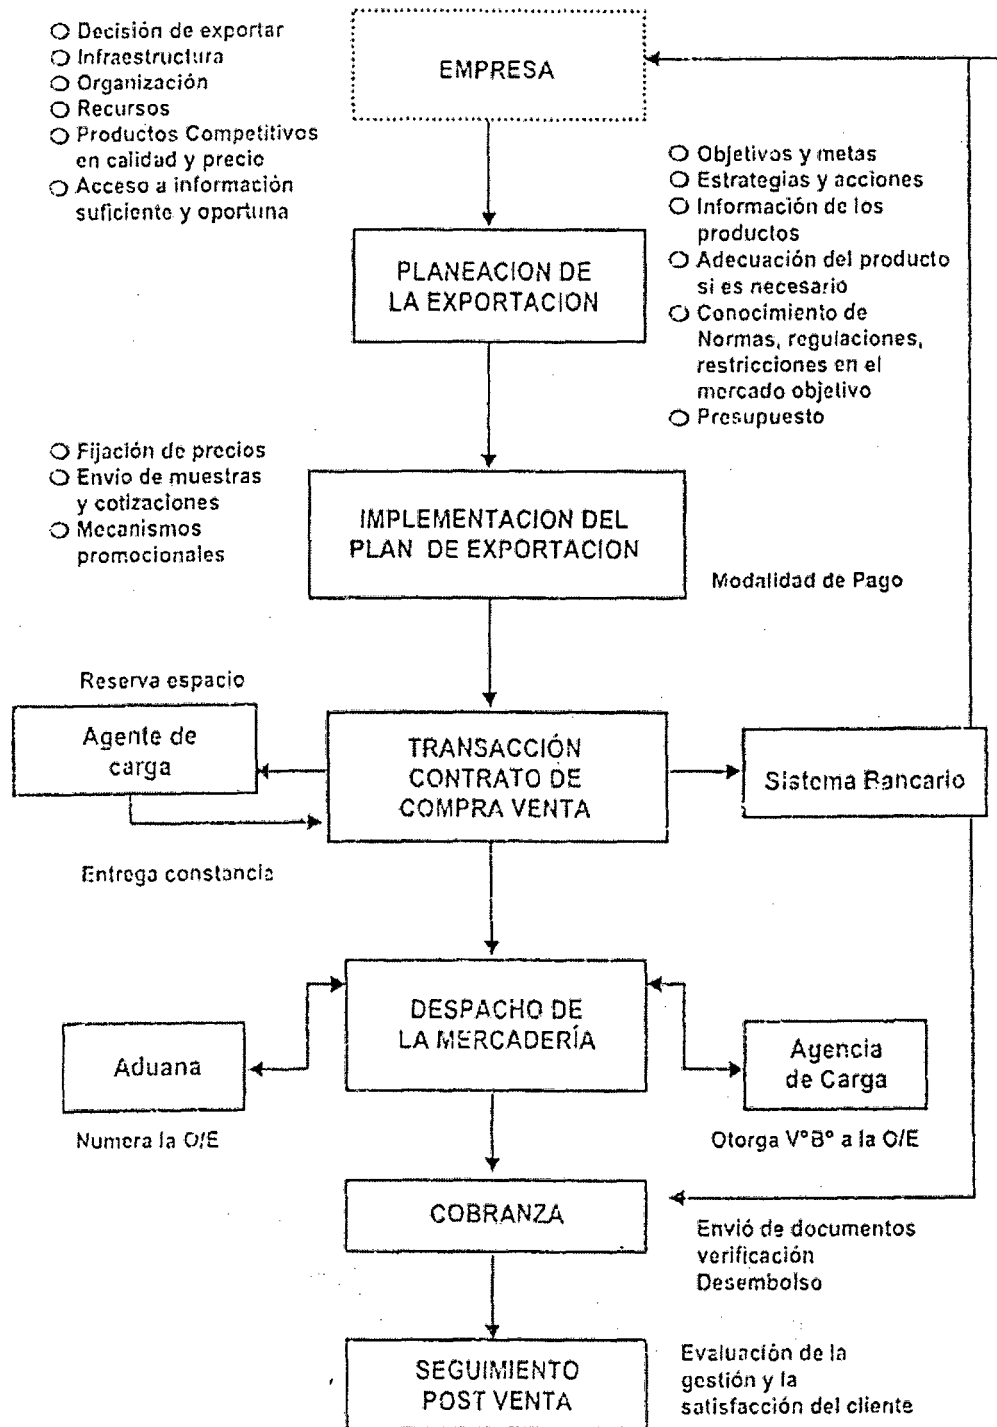 ○ Decisión de exportar
○ Infraestructura
○ Organización
○ Recursos
○ Productos Competitivos
en calidad y precio
○ Acceso a información
suficiente y oportuna
EMPRESA
○ Objetivos y metas
○ Estrategias y acciones
○ Información de los
productos
○ Adecuación del producto
si es necesario
○ Conocimiento de
Normas, regulaciones,
restricciones en el
mercado objetivo
○ Presupuesto
PLANEACION DE
LA EXPORTACION
○ Fijación de precios
○ Envío de muestras
y cotizaciones
○ Mecanismos
promocionales
IMPLEMENTACION DEL
PLAN DE EXPORTACION
Modalidad de Pago
Reserva espacio
Agente de
carga
Entrega constancia
TRANSACCIÓN
CONTRATO DE
COMPRA VENTA
Sistema Bancario
DESPACHO DE
LA MERCADERÍA
Aduana
Numera la O/E
Agencia
de Carga
Otorga V°B° a la O/E
COBRANZA
Envió de documentos
verificación
Desembolso
SEGUIMIENTO
POST VENTA
Evaluación de la
gestión y la
satisfacción del cliente